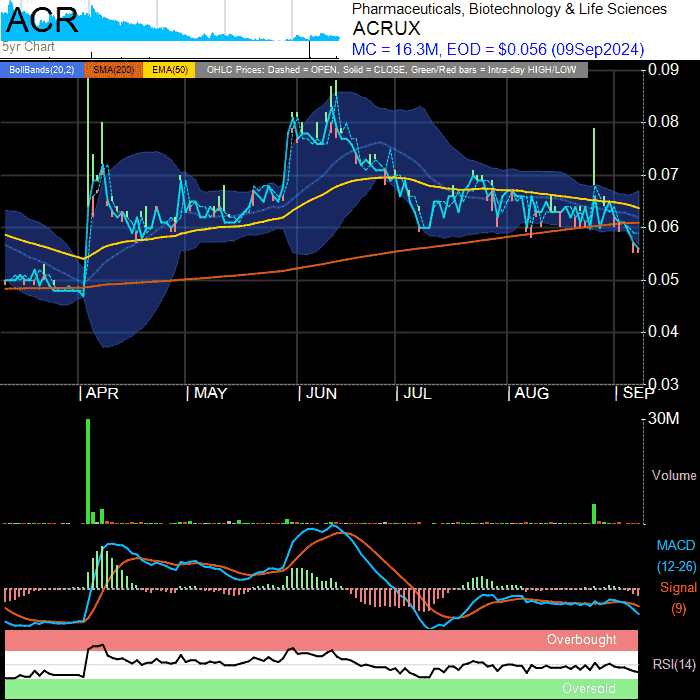 ACR
5yr Chart
Pharmaceuticals, Biotechnology & Life Sciences
ACRUX
MC = 16.3M, EOD = $0.056 (09Sep2024)
BollBands(20,2) SMA(200) EMA(50) OHLC Prices: Dashed = OPEN, Solid = CLOSE, Green/Red bars = Intra-day HIGH/LOW
0.09
0.08
0.07
0.06
0.05
0.04
0.03
| APR | MAY | JUN | JUL | AUG | SEP
30M
Volume
MACD
(12-26)
Signal
(9)
Overbought
RSI(14)
Oversold